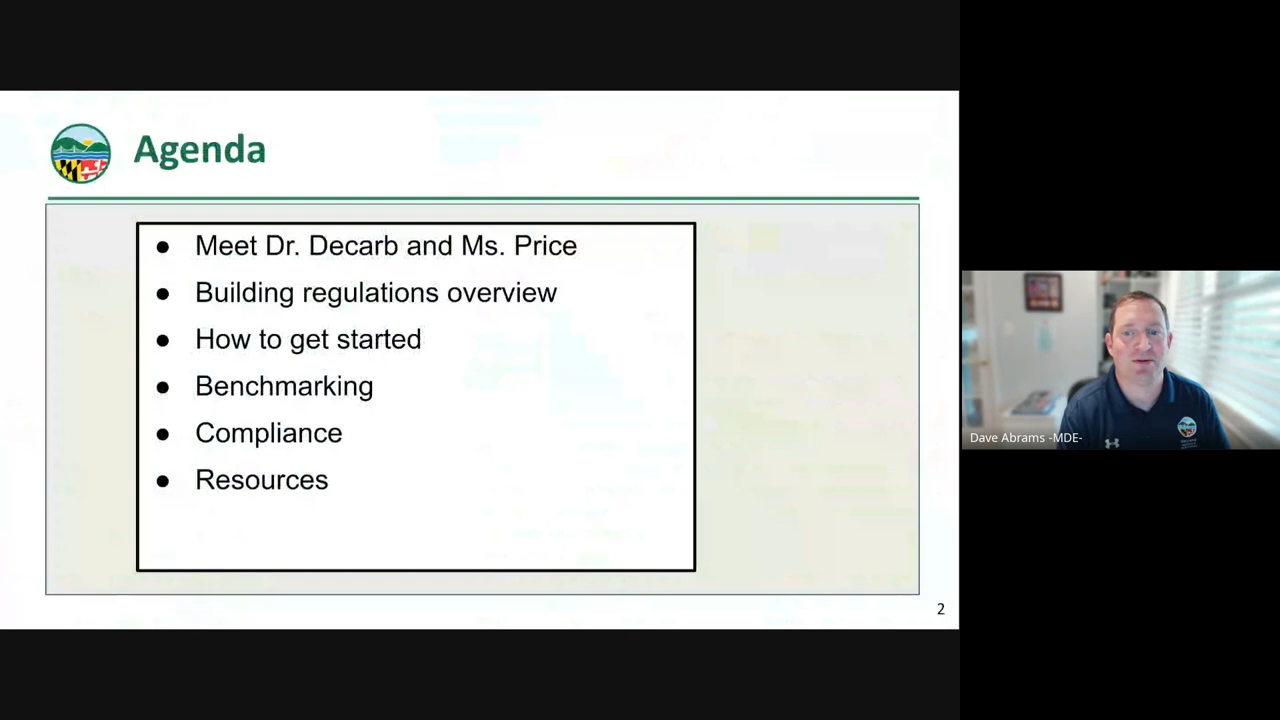 Agenda
● Meet Dr. Decarb and Ms. Price
● Building regulations overview
● How to get started
● Benchmarking
● Compliance
● Resources
2
Dave Abrams -MDE-